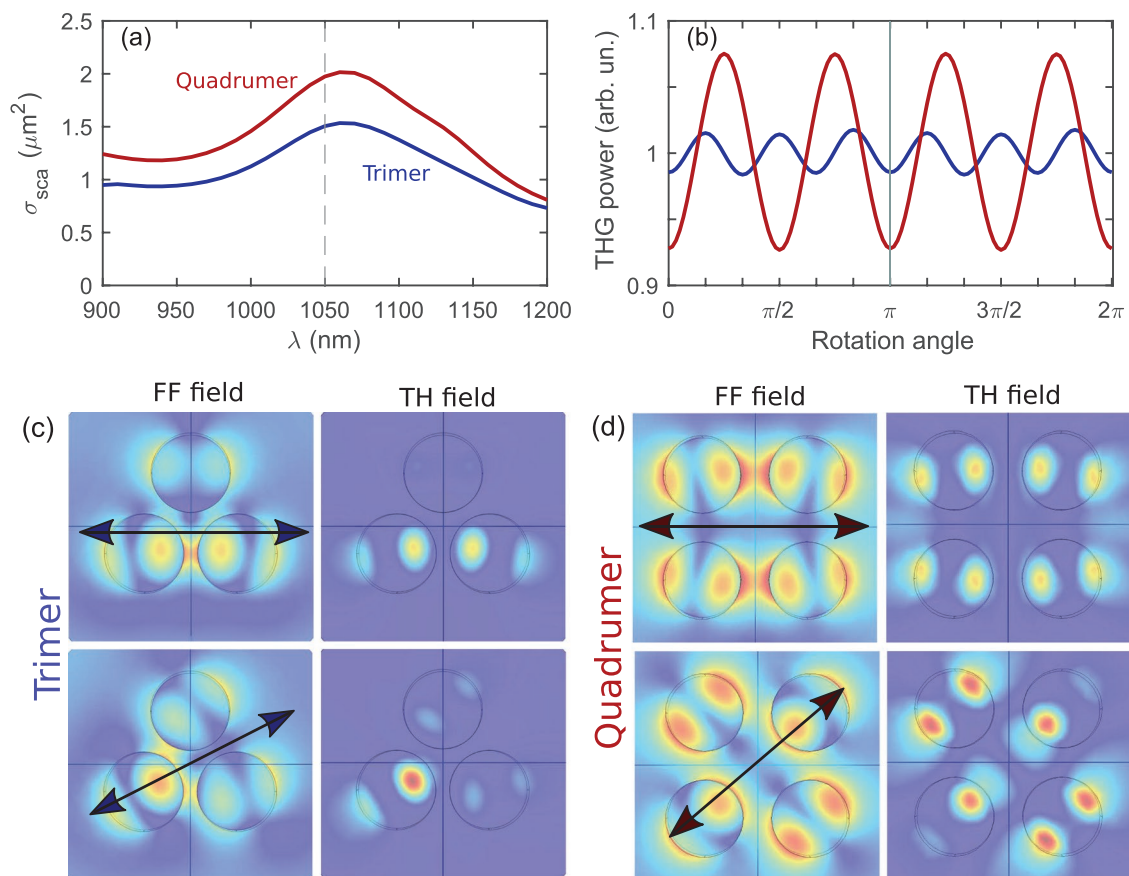 (a)
Quadrumer
Trimer
σsca (μm²)
2.5
2
1.5
1
0.5
0
900 950 1000 1050 1100 1150 1200
λ (nm)
(b)
THG power (arb. un.)
1.1
1
0.9
0 π/2 π 3π/2 2π
Rotation angle
(c)
FF field TH field
Trimer
(d)
FF field TH field
Quadrumer